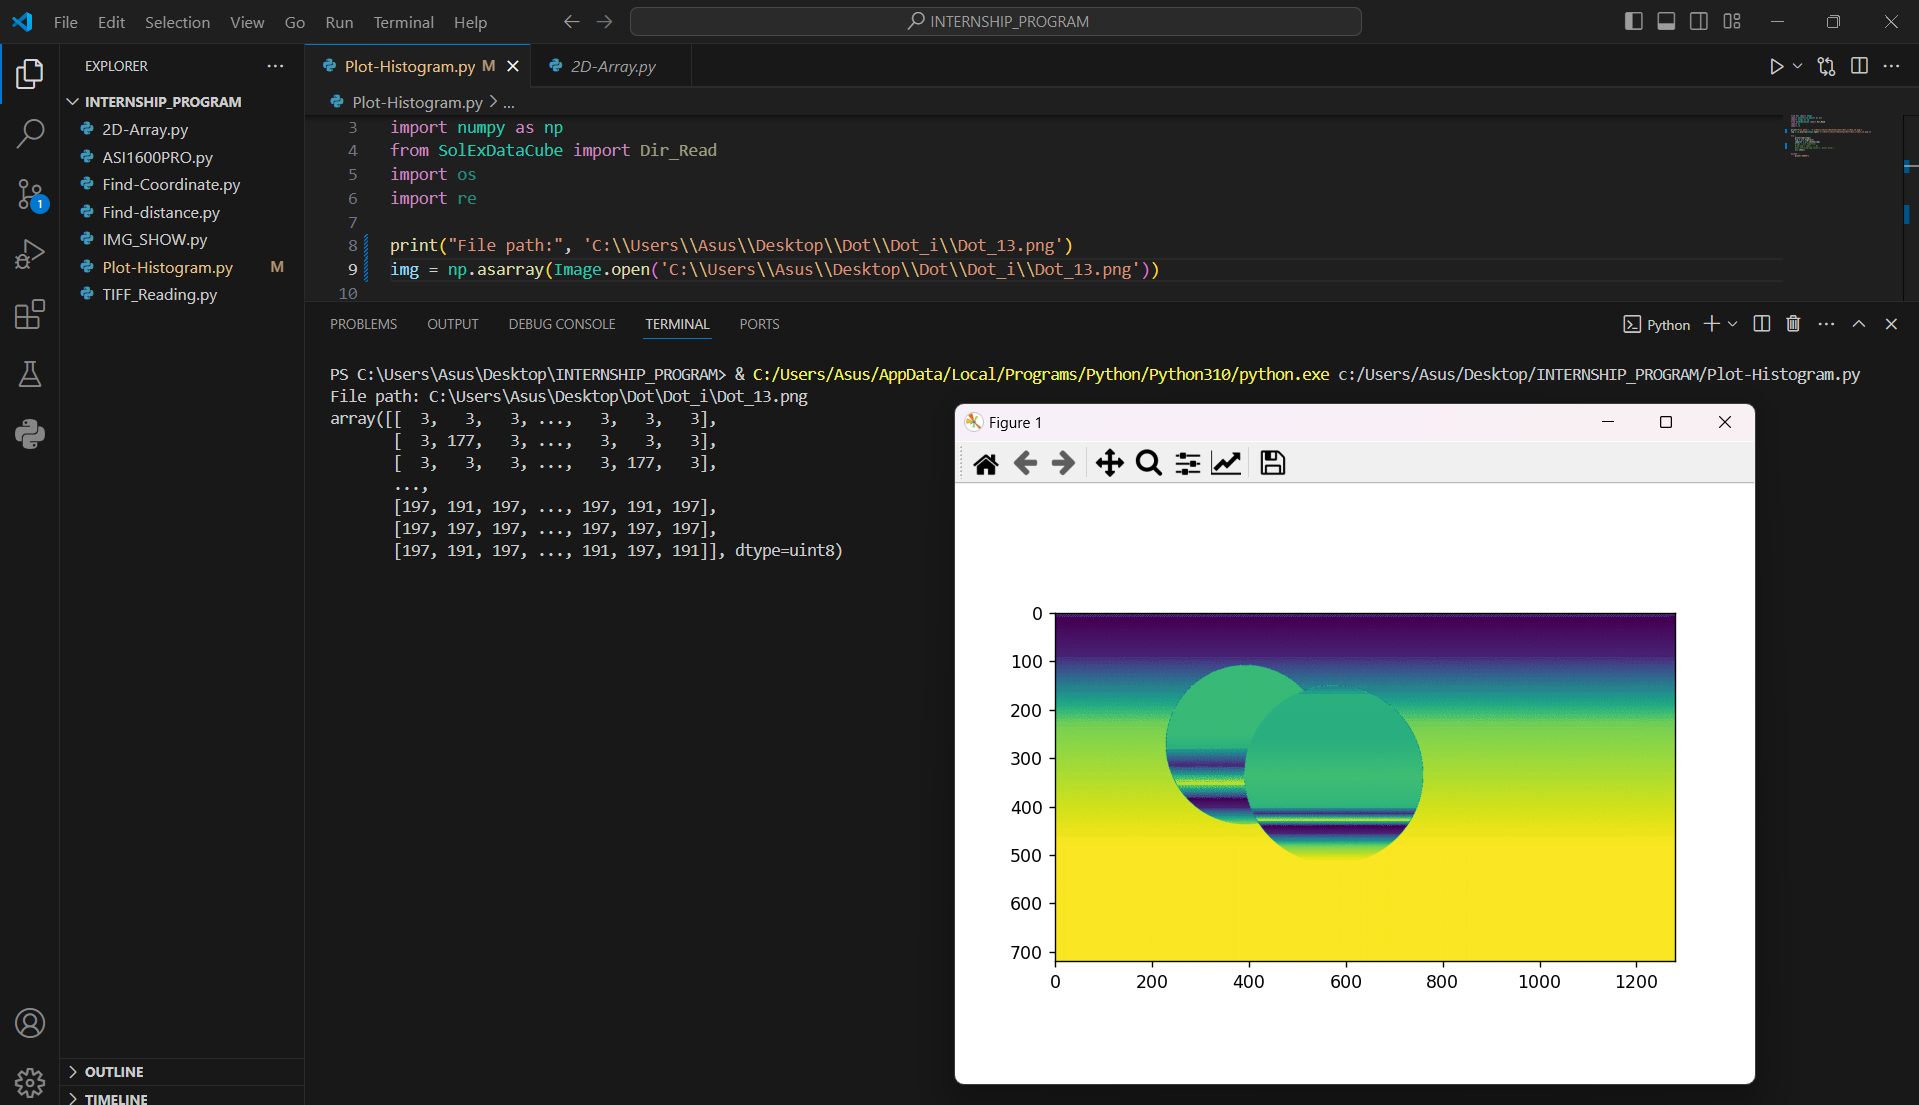 File Edit Selection View Go Run Terminal Help
INTERNSHIP_PROGRAM
EXPLORER
INTERNSHIP_PROGRAM
2D-Array.py
ASI1600PRO.py
Find-Coordinate.py
Find-distance.py
IMG_SHOW.py
Plot-Histogram.py M
TIFF_Reading.py
1
OUTLINE
TIMELINE
Plot-Histogram.py M
2D-Array.py
Plot-Histogram.py > ...
3 import numpy as np
4 from SolExDataCube import Dir_Read
5 import os
6 import re
7
8 print("File path:", 'C:\\Users\\Asus\\Desktop\\Dot\\Dot_i\\Dot_13.png')
9 img = np.asarray(Image.open('C:\\Users\\Asus\\Desktop\\Dot\\Dot_i\\Dot_13.png'))
10
PROBLEMS OUTPUT DEBUG CONSOLE TERMINAL PORTS
Python
PS C:\Users\Asus\Desktop\INTERNSHIP_PROGRAM> & C:/Users/Asus/AppData/Local/Programs/Python/Python310/python.exe c:/Users/Asus/Desktop/INTERNSHIP_PROGRAM/Plot-Histogram.py
File path: C:\Users\Asus\Desktop\Dot\Dot_i\Dot_13.png
array([[  3,   3,   3, ...,   3,   3,   3],
[  3, 177,   3, ...,   3,   3,   3],
[  3,   3,   3, ...,   3, 177,   3],
...,
[197, 191, 197, ..., 197, 191, 197],
[197, 197, 197, ..., 197, 197, 197],
[197, 191, 197, ..., 191, 197, 191]], dtype=uint8)
Figure 1
0
100
200
300
400
500
600
700
0 200 400 600 800 1000 1200